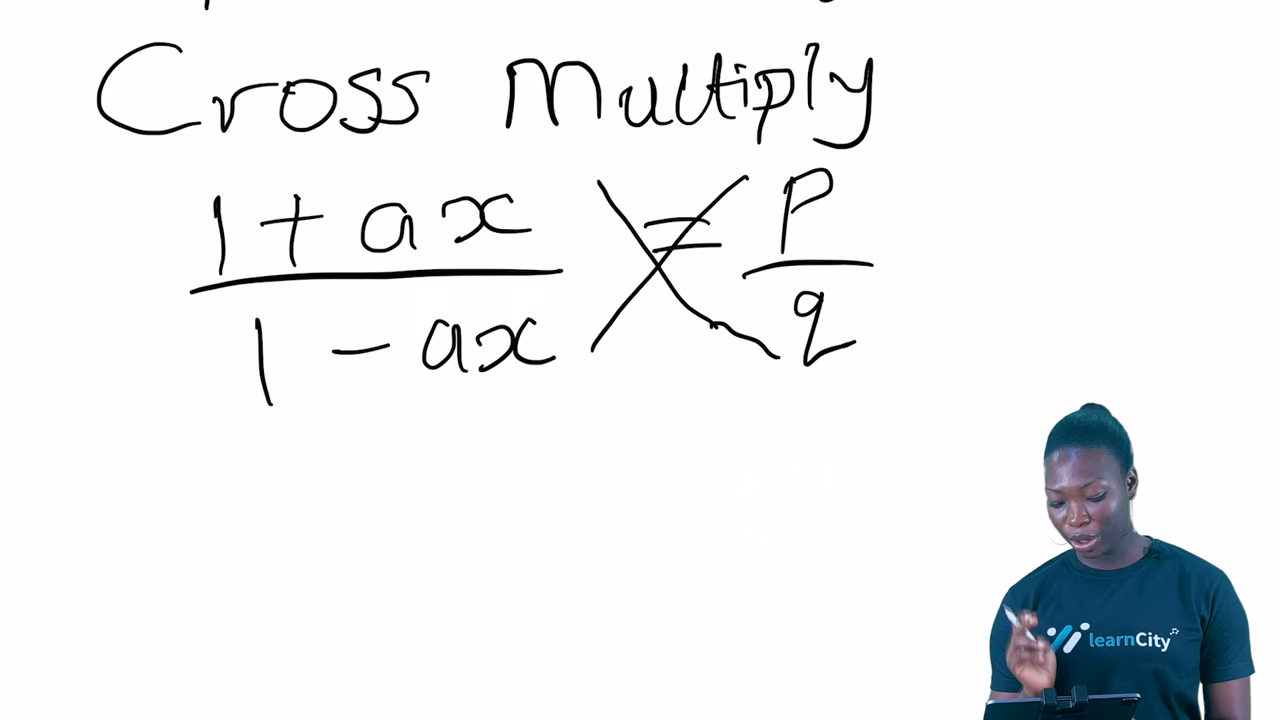 Cross Multiply
1 + ax = p
1 - ax q
learnCity